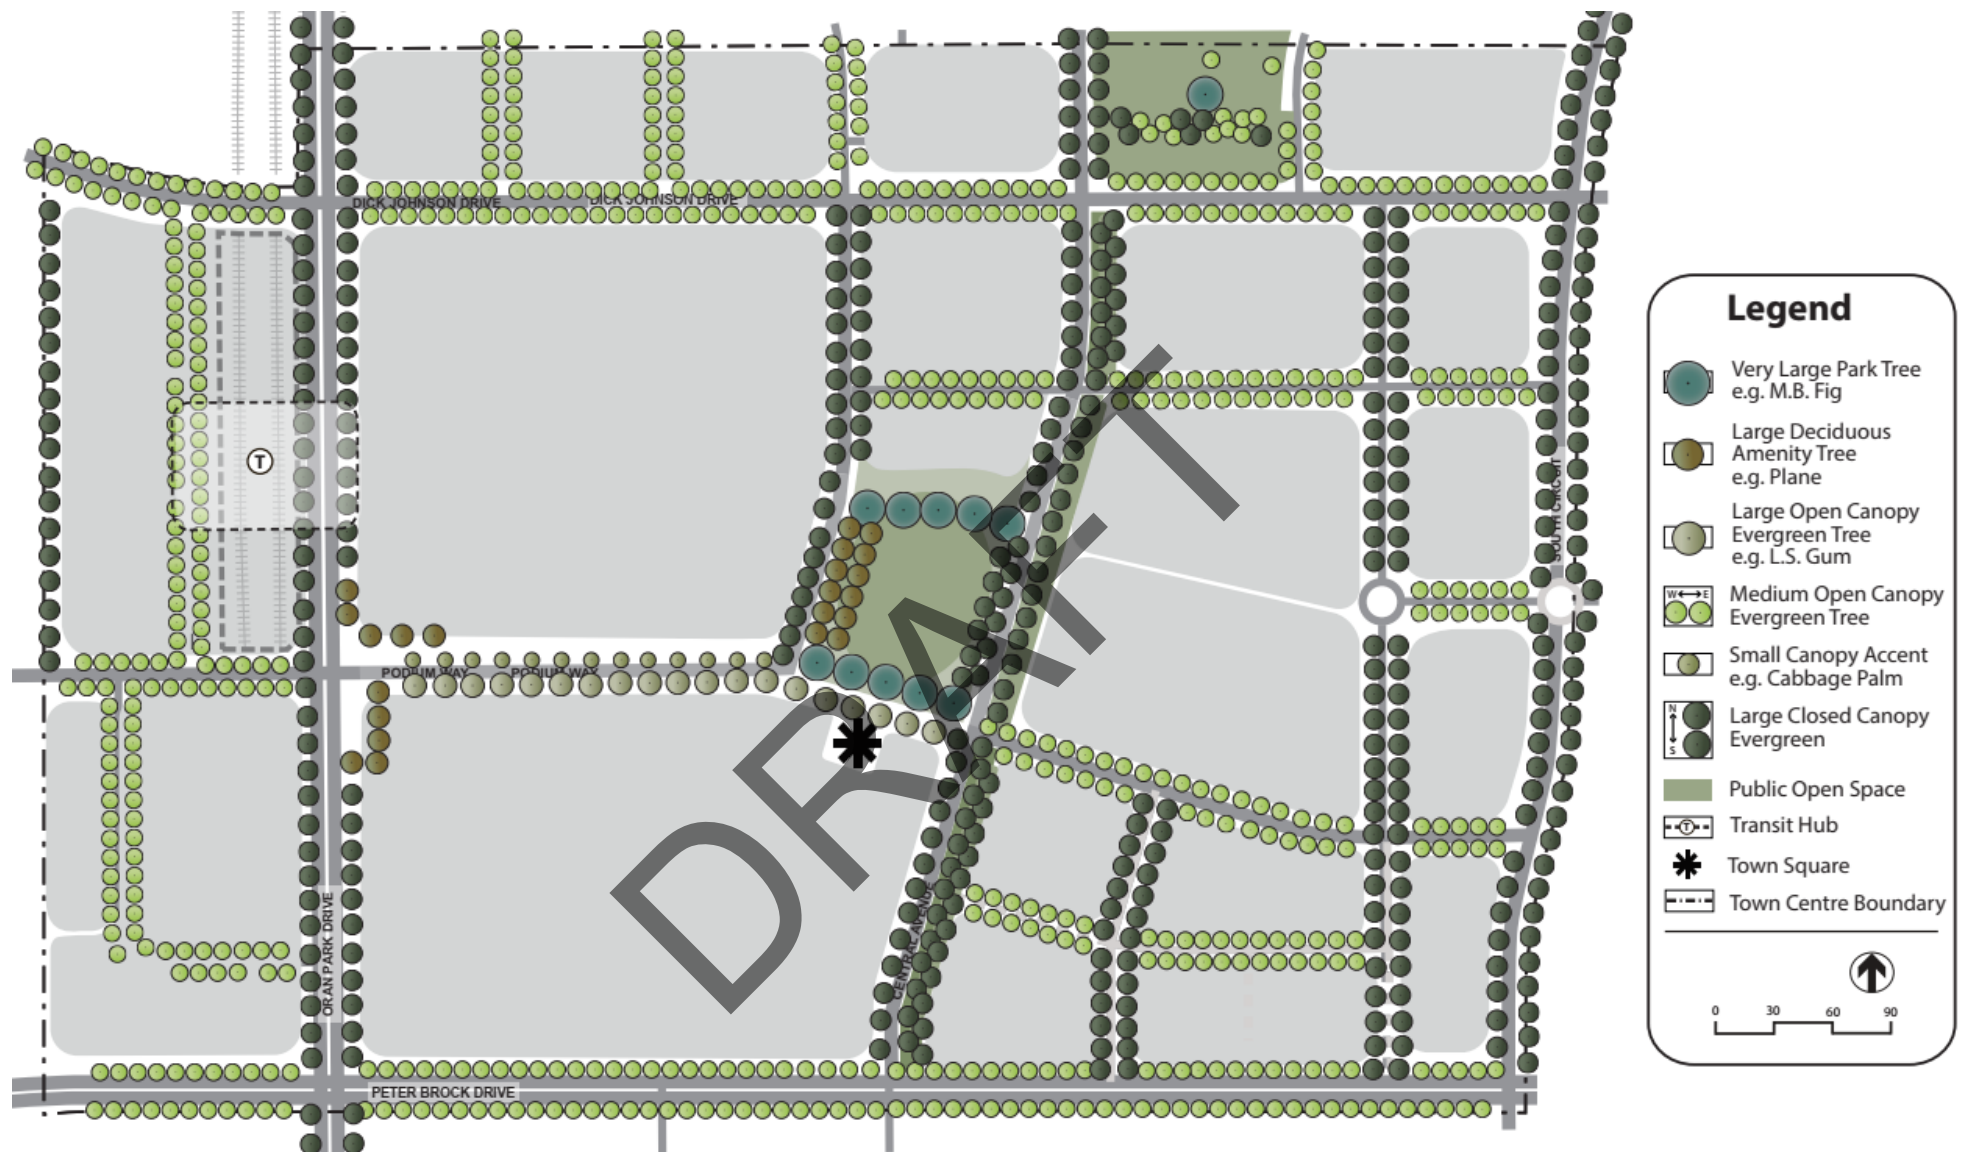 DICK JOHNSON DRIVE
DICK JOHNSON DRIVE
T
PODIUM WAY
PODIUM WAY
SOUTH CIRCUIT
ORAN PARK DRIVE
CENTRAL AVENUE
PETER BROCK DRIVE
DRAFT
Legend
Very Large Park Tree
e.g. M.B. Fig
Large Deciduous
Amenity Tree
e.g. Plane
Large Open Canopy
Evergreen Tree
e.g. L.S. Gum
W E
Medium Open Canopy
Evergreen Tree
Small Canopy Accent
e.g. Cabbage Palm
N
S
Large Closed Canopy
Evergreen
Public Open Space
T
Transit Hub
Town Square
Town Centre Boundary
0 30 60 90